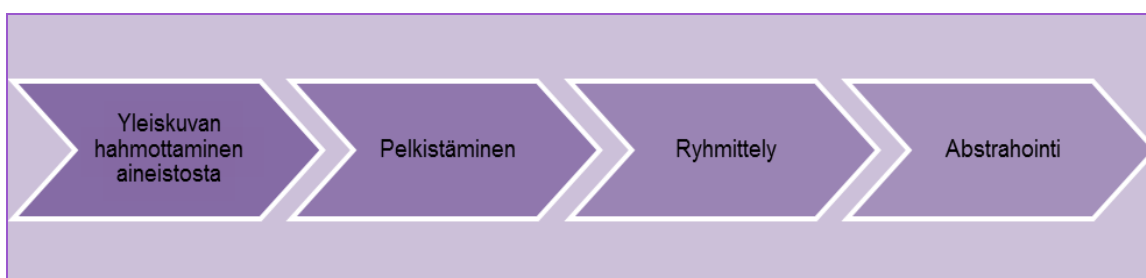 Yleiskuvan
hahmottaminen
aineistosta
Pelkistäminen
Ryhmittely
Abstrahointi